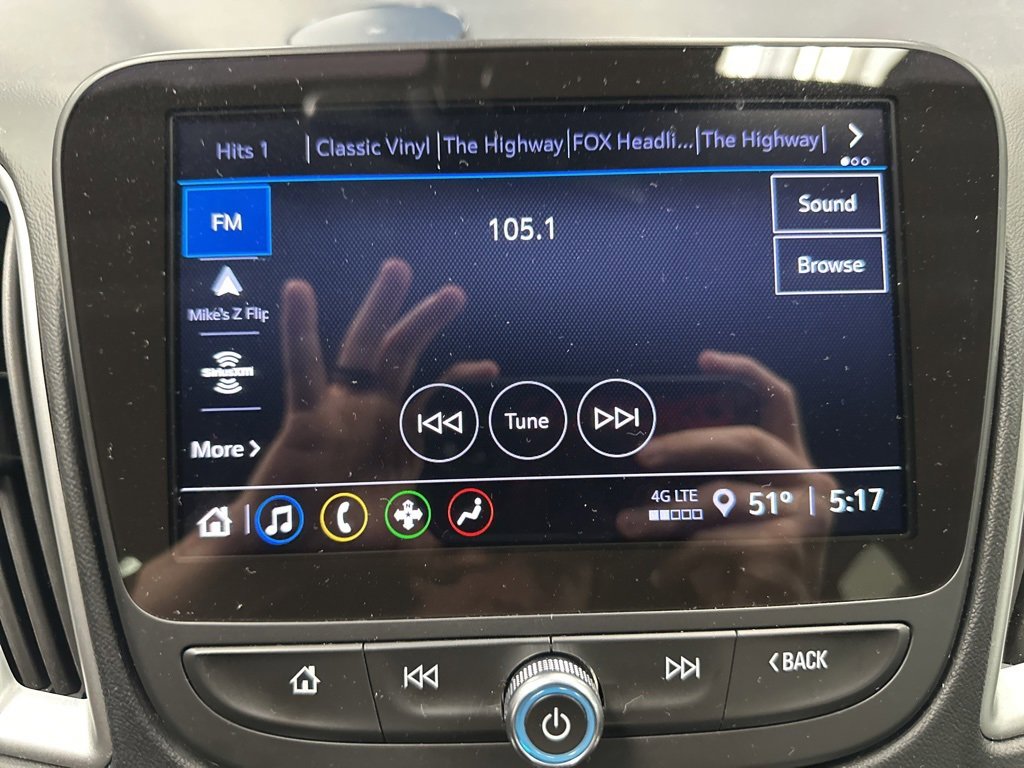 Hits 1 | Classic Vinyl | The Highway | FOX Headli... | The Highway |
FM
105.1
Sound
Browse
Mike's Z Flip
SiriusXM
More >
Tune
4G LTE
51° | 5:17
<BACK